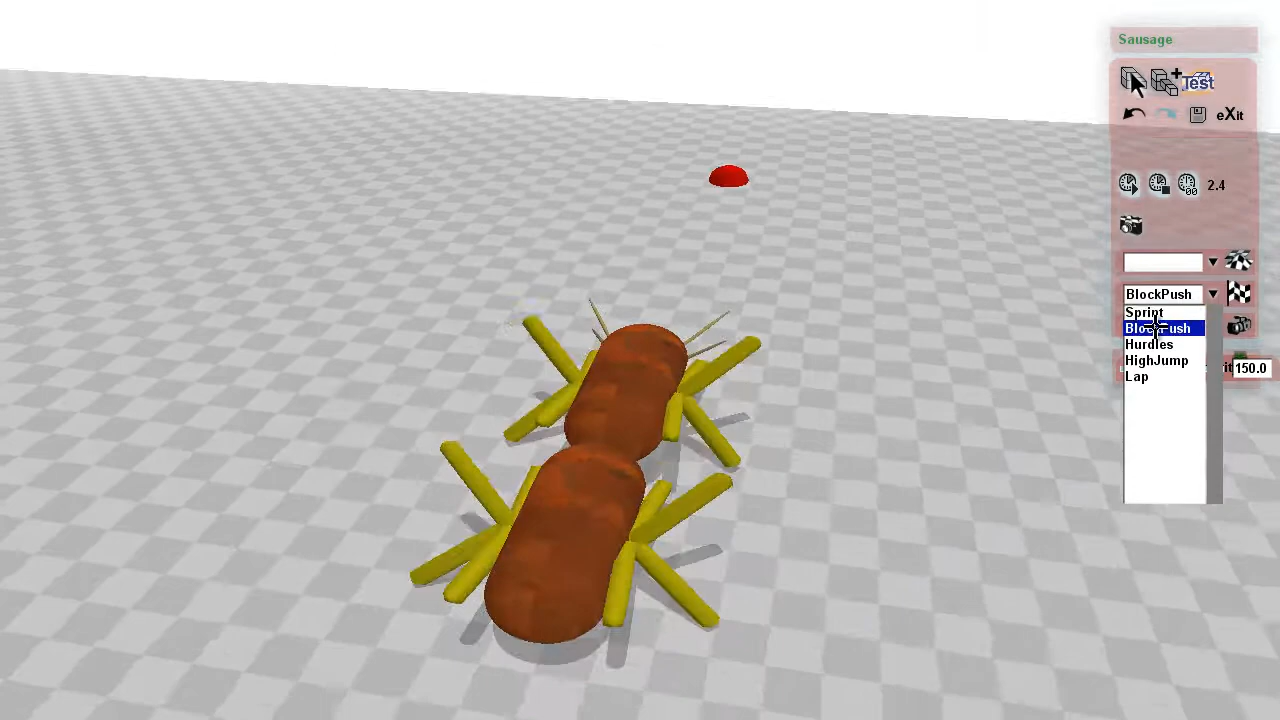 Sausage
Test
eXit
2.4
BlockPush
Sprint
BlockPush
Hurdles
HighJump
Lap
150.0